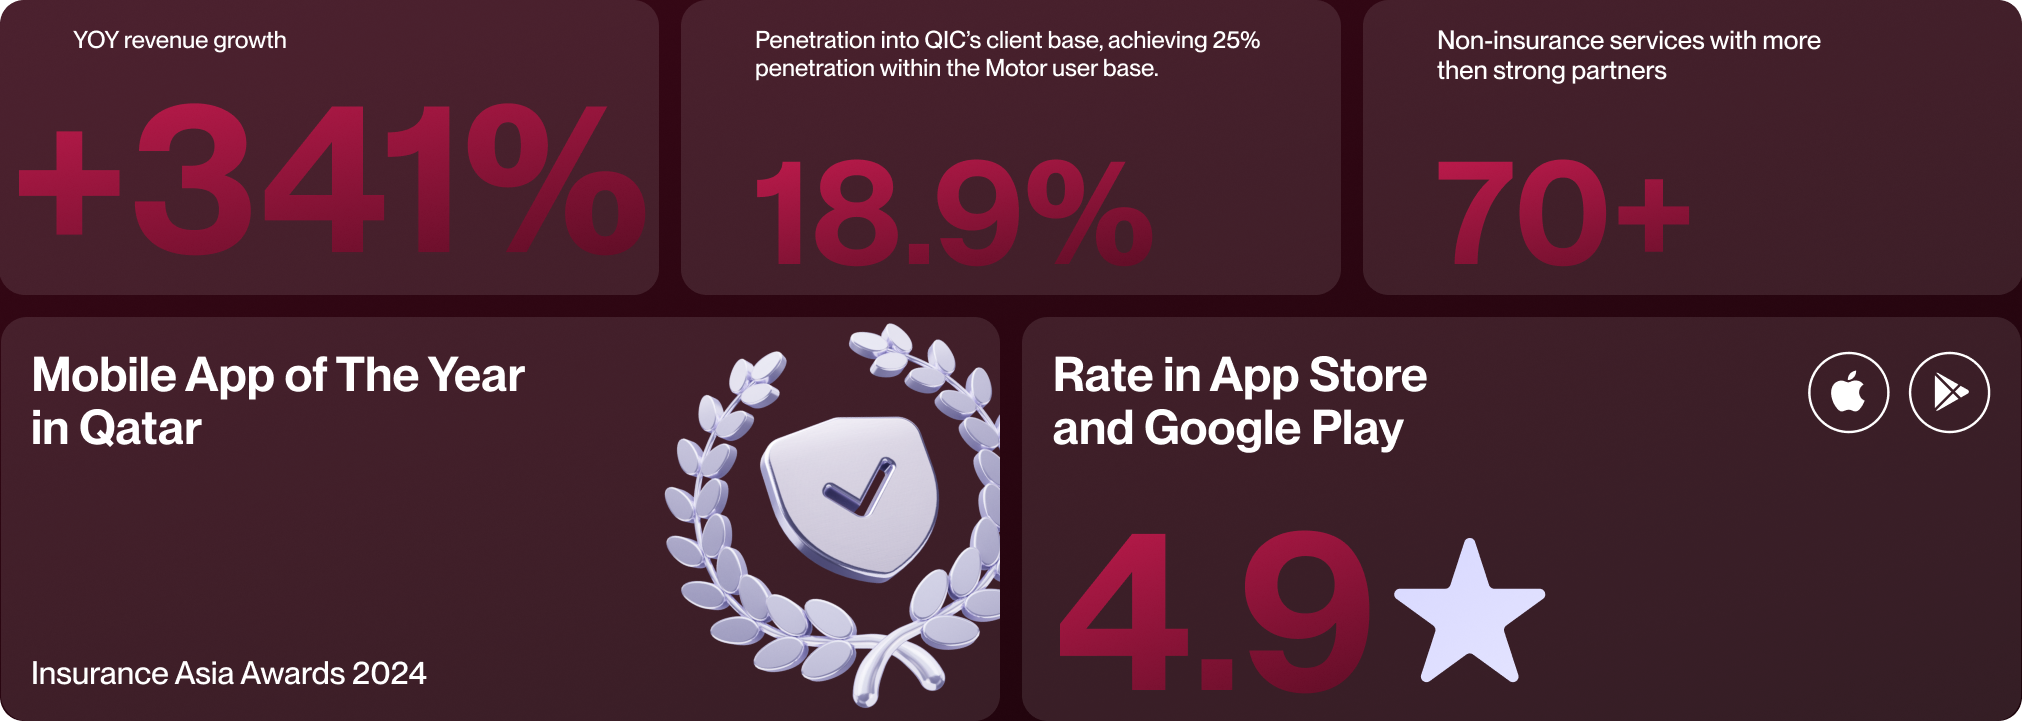 YOY revenue growth
+341%
Penetration into QIC’s client base, achieving 25%
penetration within the Motor user base.
18.9%
Non-insurance services with more
then strong partners
70+
Mobile App of The Year
in Qatar
Insurance Asia Awards 2024
Rate in App Store
and Google Play
4.9